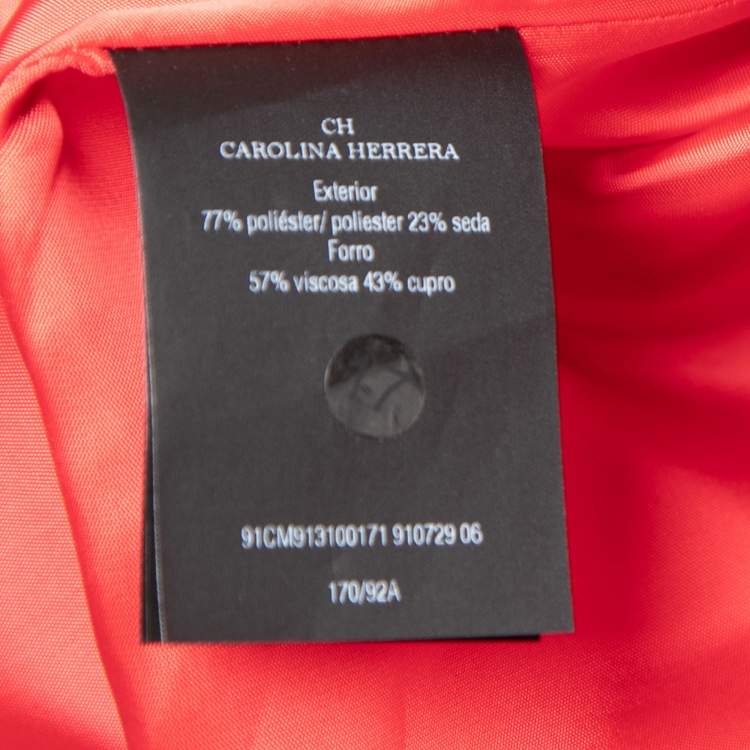 CH
CAROLINA HERRERA
Exterior
77% poliéster/ poliester 23% seda
Forro
57% viscosa 43% cupro
91CM913100171 910729 06
170/92A